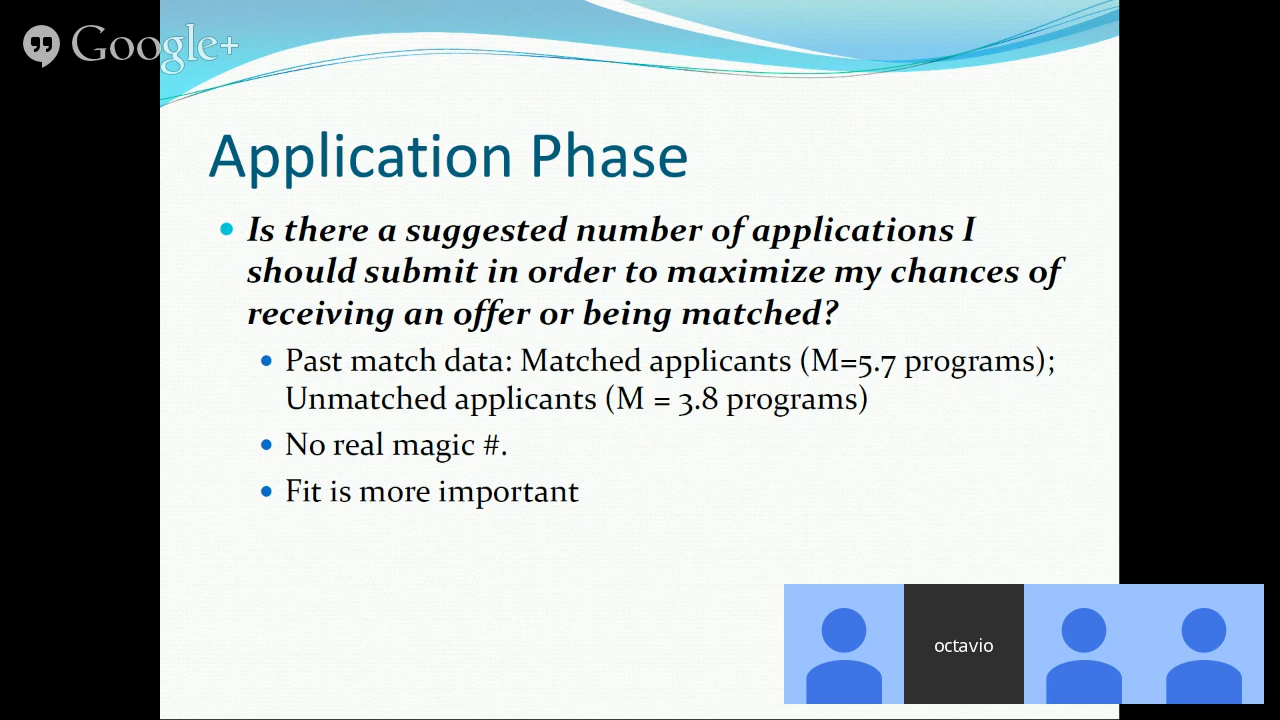 Google+
Application Phase
Is there a suggested number of applications I
should submit in order to maximize my chances of
receiving an offer or being matched?
Past match data: Matched applicants (M=5.7 programs);
Unmatched applicants (M = 3.8 programs)
No real magic #.
Fit is more important
octavio